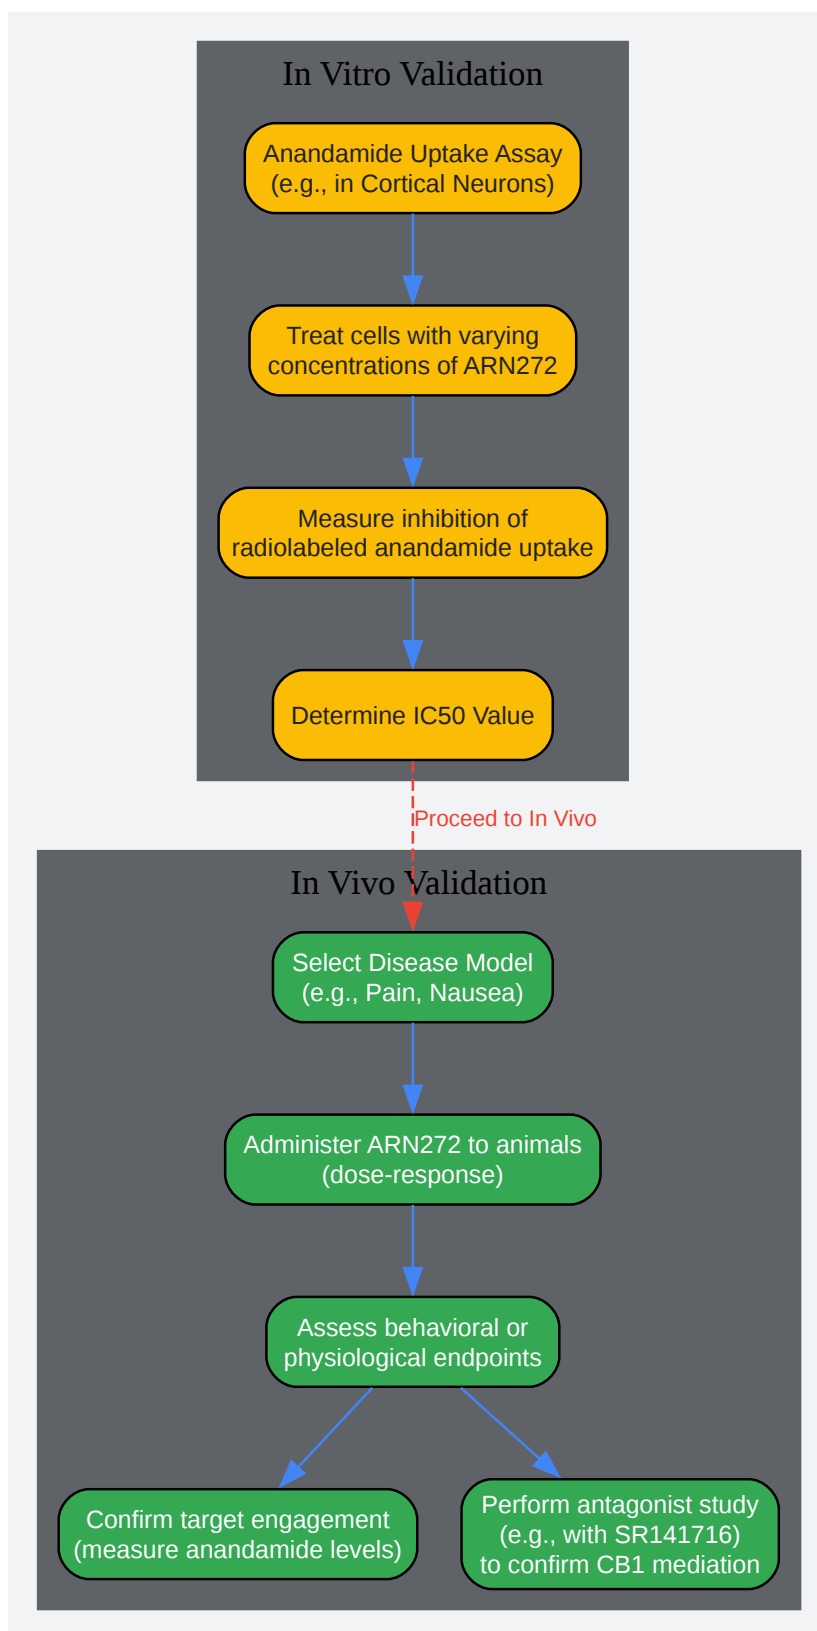 In Vitro Validation
Anandamide Uptake Assay
(e.g., in Cortical Neurons)
Treat cells with varying
concentrations of ARN272
Measure inhibition of
radiolabeled anandamide uptake
Determine IC50 Value
Proceed to In Vivo
In Vivo Validation
Select Disease Model
(e.g., Pain, Nausea)
Administer ARN272 to animals
(dose-response)
Assess behavioral or
physiological endpoints
Confirm target engagement
(measure anandamide levels)
Perform antagonist study
(e.g., with SR141716)
to confirm CB1 mediation